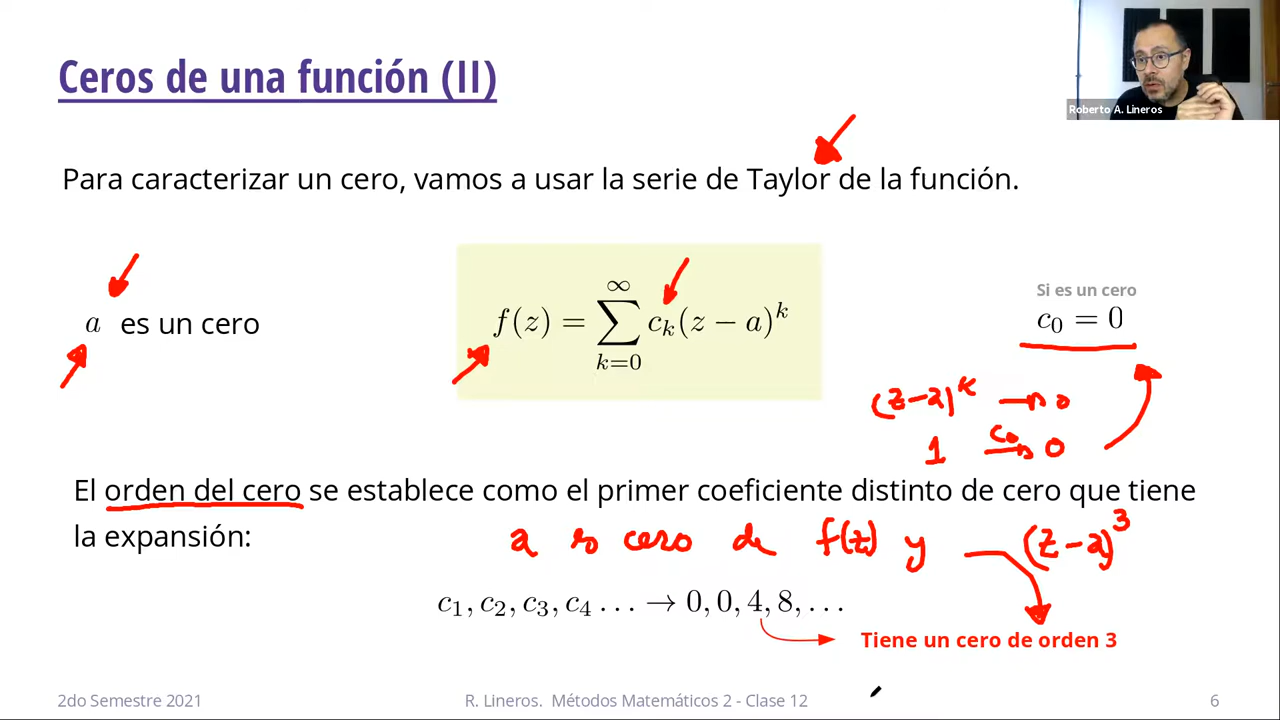 Ceros de una función (II)
Roberto A. Lineros
Para caracterizar un cero, vamos a usar la serie de Taylor de la función.
a es un cero
f(z) = ∑_{k=0}^{∞} c_k(z − a)^k
Si es un cero
c_0 = 0
(z-a)^k → 0
1 c_0→ 0
El orden del cero se establece como el primer coeficiente distinto de cero que tiene
la expansión:
a es cero de f(z) y → (z-a)^3
c_1, c_2, c_3, c_4 … → 0, 0, 4, 8, …
Tiene un cero de orden 3
2do Semestre 2021
R. Lineros. Métodos Matemáticos 2 - Clase 12
6